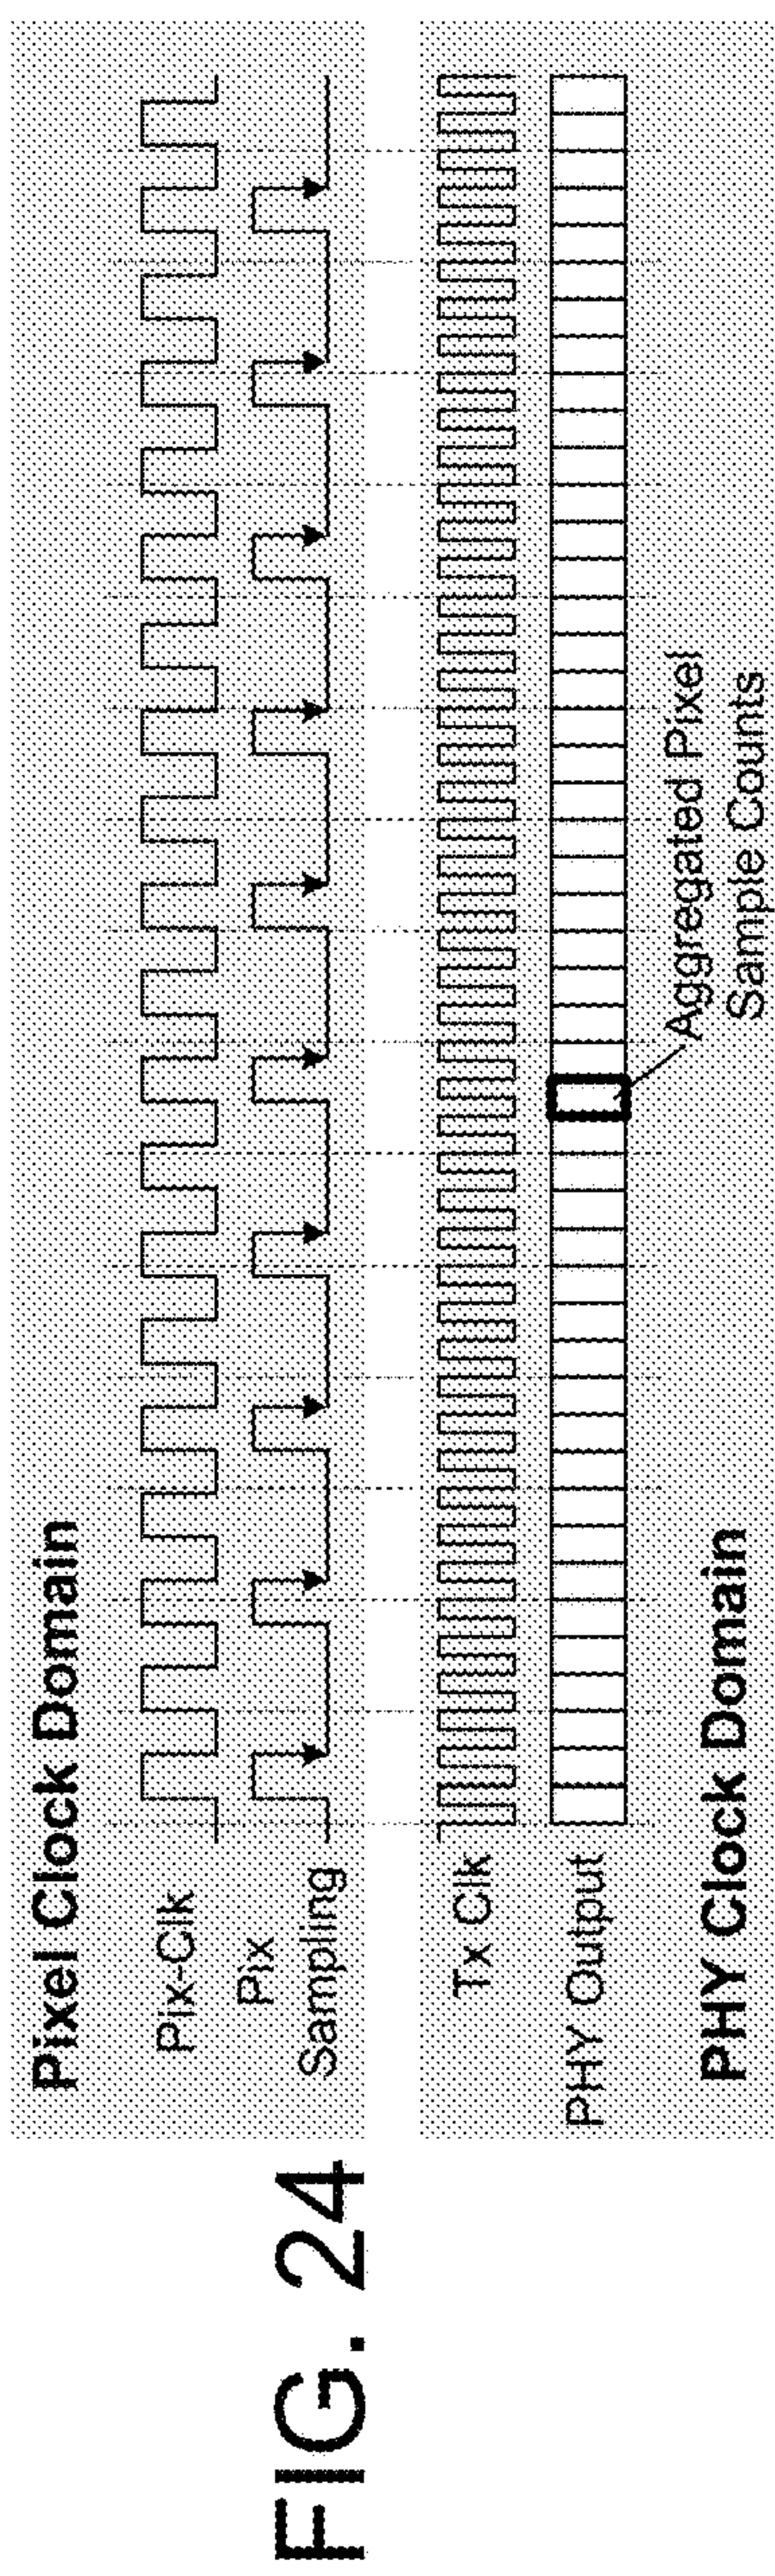 FIG. 24
Pixel Clock Domain
Pix-Clk
Pix
Sampling
Tx Clk
PHY Output
Aggregated Pixel
Sample Counts
PHY Clock Domain